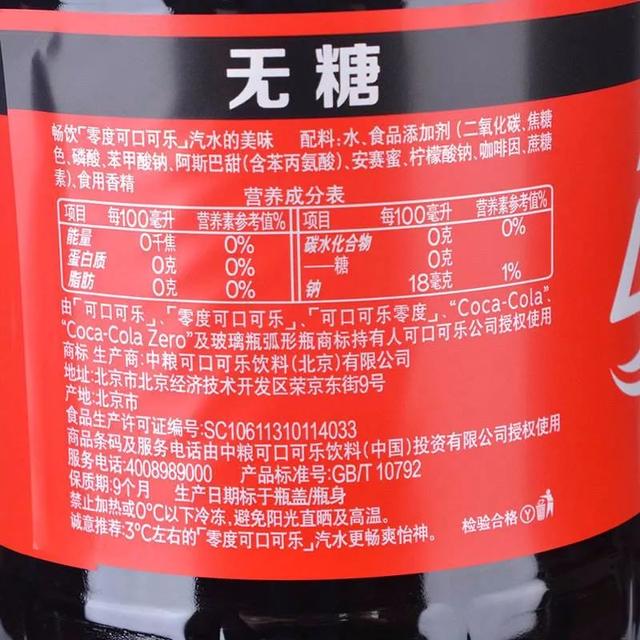 无糖
畅饮「零度可口可乐」汽水的美味 配料:水、食品添加剂(二氧化碳、焦糖
色、磷酸、苯甲酸钠、阿斯巴甜(含苯丙氨酸)、安赛蜜、柠檬酸钠、咖啡因、蔗糖
素)、食用香精
营养成分表
项目 每100毫升 营养素参考值% 项目 每100毫升 营养素参考值%
能量 0千焦 0% 碳水化合物 0克 0%
蛋白质 0克 0% ——糖 0克
脂肪 0克 0% 钠 18毫克 1%
由「可口可乐」、「零度可口可乐」、「可口可乐零度」、“Coca-Cola”、
“Coca-Cola Zero”及玻璃瓶弧形瓶商标持有人可口可乐公司授权使用
商标 生产商:中粮可口可乐饮料(北京)有限公司
地址:北京市北京经济技术开发区荣京东街9号
产地:北京市
食品生产许可证编号:SC10611310114033
商品条码及服务电话由中粮可口可乐饮料(中国)投资有限公司授权使用
服务电话:4008989000 产品标准号:GB/T 10792
保质期:9个月 生产日期标于瓶盖/瓶身
禁止加热或0℃以下冷冻,避免阳光直晒及高温。
诚意推荐:3℃左右的「零度可口可乐」汽水更畅爽怡神。 检验合格Ⓨ